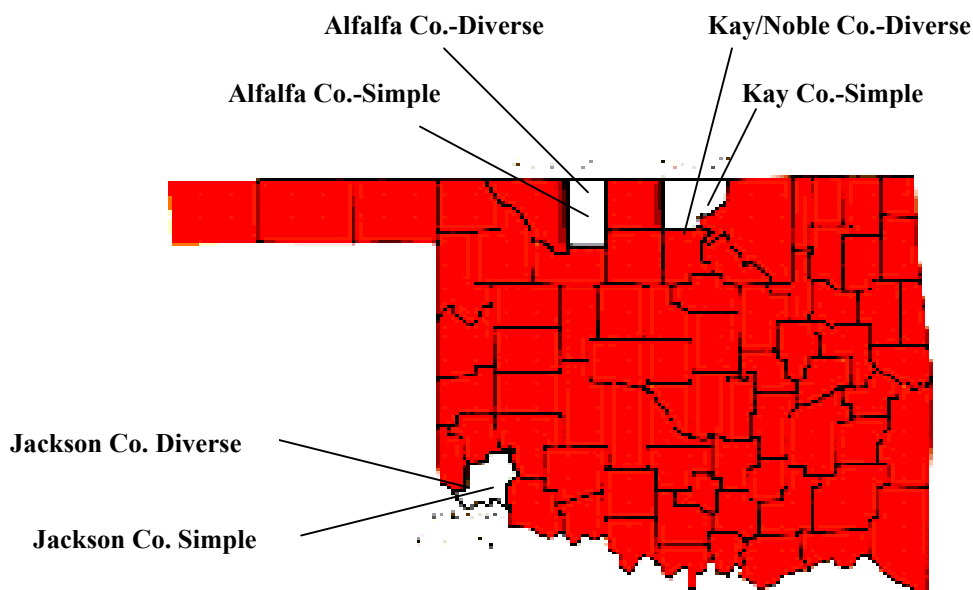 Alfalfa Co.-Diverse
Kay/Noble Co.-Diverse
Alfalfa Co.-Simple
Kay Co.-Simple
Jackson Co. Diverse
Jackson Co. Simple